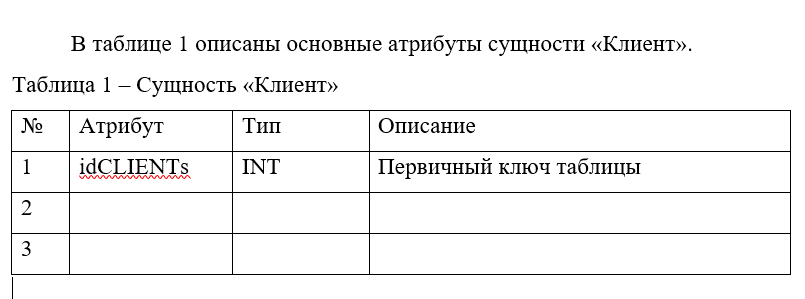 В таблице 1 описаны основные атрибуты сущности «Клиент».
Таблица 1 – Сущность «Клиент»
№ Атрибут Тип Описание
1 idCLIENTs INT Первичный ключ таблицы
2
3